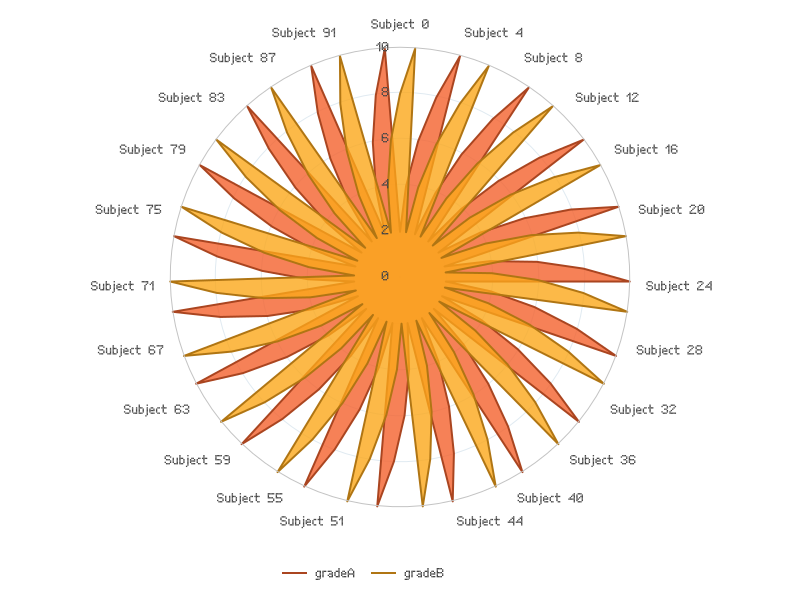 Subject 0
Subject 4
Subject 8
Subject 12
Subject 16
Subject 20
Subject 24
Subject 28
Subject 32
Subject 36
Subject 40
Subject 44
Subject 51
Subject 55
Subject 59
Subject 63
Subject 67
Subject 71
Subject 75
Subject 79
Subject 83
Subject 87
Subject 91
10
8
6
4
2
0
gradeA
gradeB